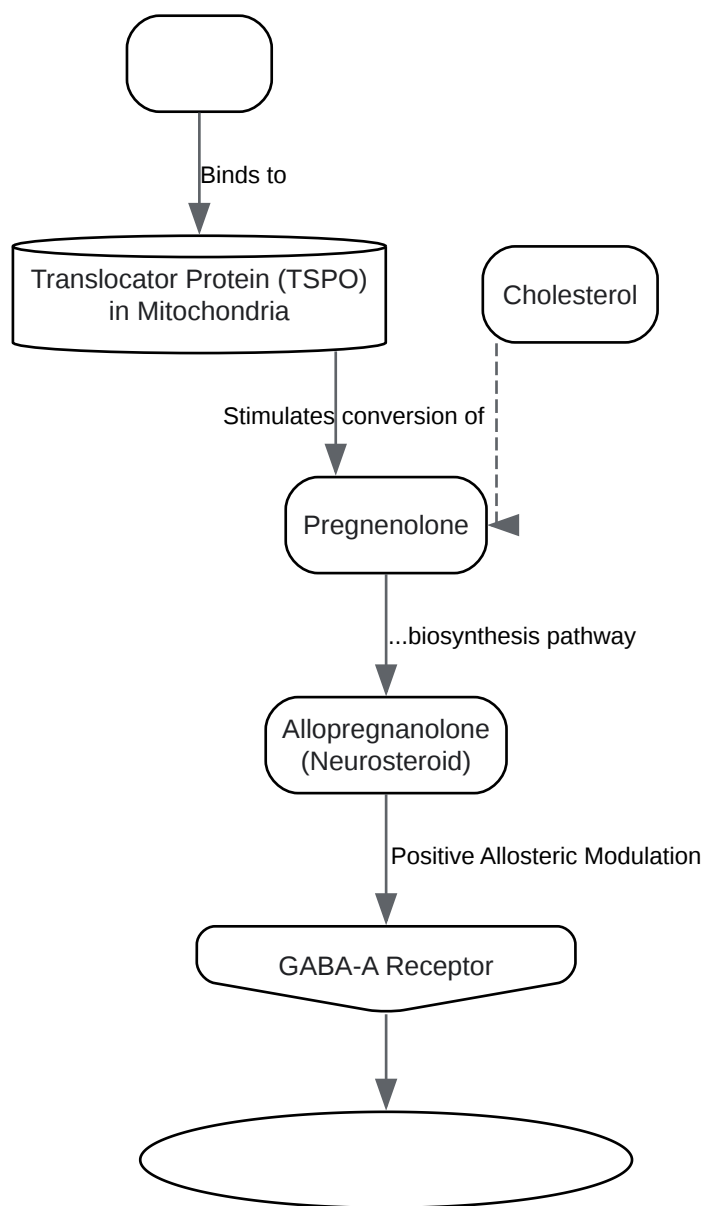 Binds to
Translocator Protein (TSPO)
in Mitochondria
Cholesterol
Stimulates conversion of
Pregnenolone
...biosynthesis pathway
Allopregnanolone
(Neurosteroid)
Positive Allosteric Modulation
GABA-A Receptor